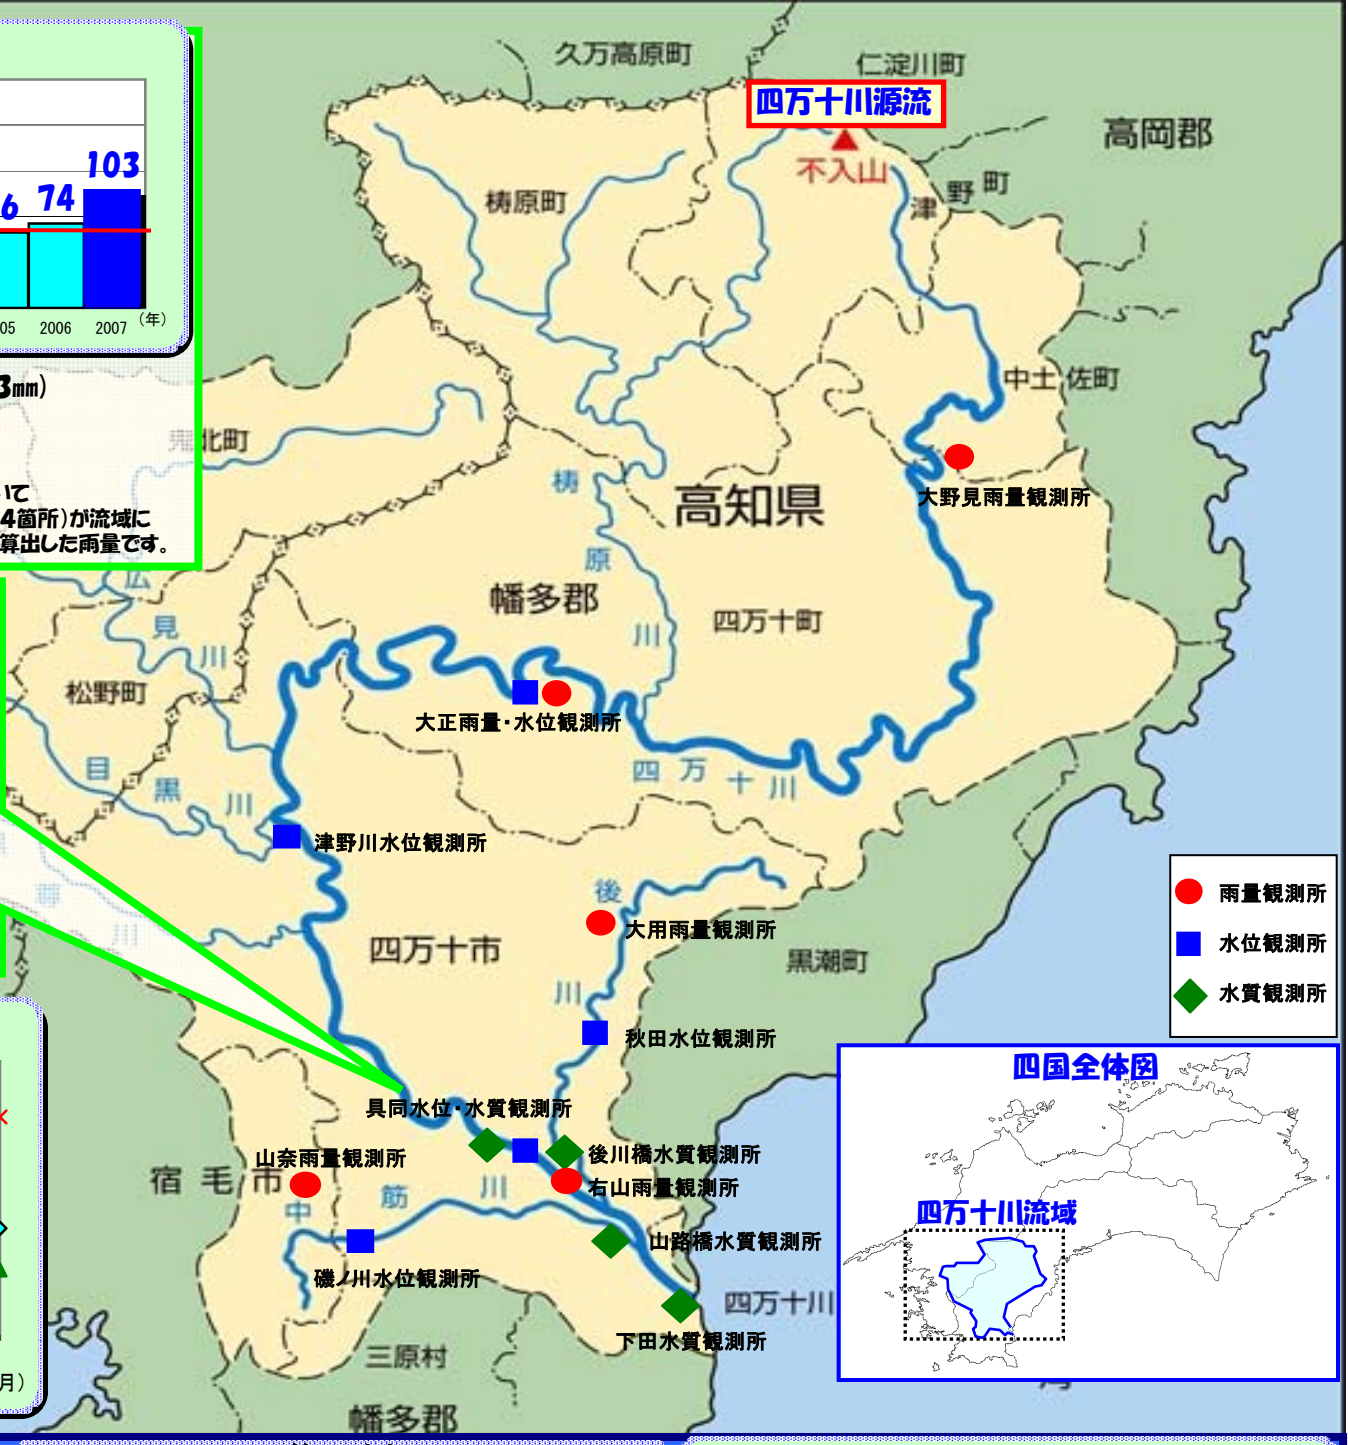 久万高原町
仁淀川町
四万十川源流
高岡郡
不入山
津野町
梼原町
103
74
6
05 2006 2007 (年)
3mm)
中土佐町
鬼北町
いて
4箇所)が流域に
算出した雨量です。
大野見雨量観測所
高知県
梼原川
幡多郡
四万十町
広見川
松野町
大正雨量・水位観測所
四万十川
目黒川
津野川水位観測所
後川
大用雨量観測所
四万十市
黒潮町
秋田水位観測所
雨量観測所
水位観測所
水質観測所
四国全体図
四万十川流域
具同水位・水質観測所
山奈雨量観測所
後川橋水質観測所
宿毛市
右山雨量観測所
中筋川
山路橋水質観測所
磯ノ川水位観測所
四万十川
下田水質観測所
三原村
月)
幡多郡